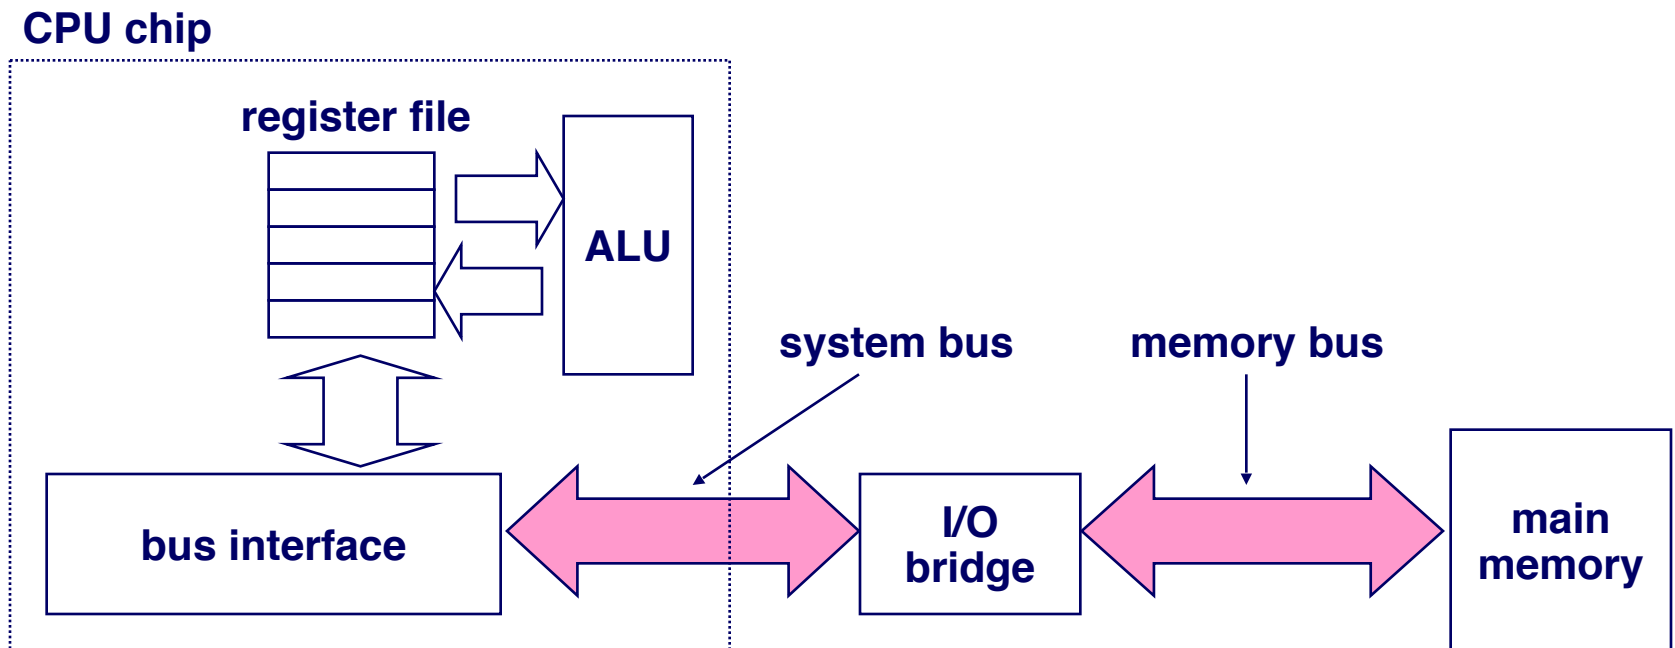 CPU chip
register file
ALU
system bus
memory bus
bus interface
I/O
bridge
main
memory